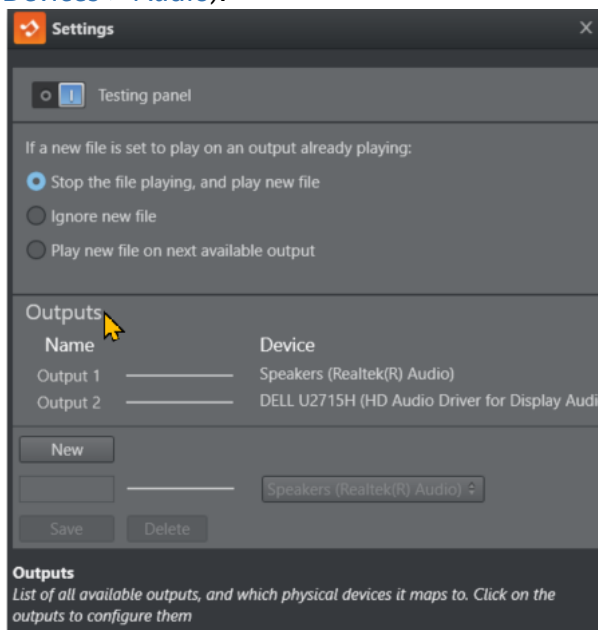 Devices > Audio).
Settings
Testing panel
If a new file is set to play on an output already playing:
Stop the file playing, and play new file
Ignore new file
Play new file on next available output
Outputs
Name Device
Output 1 Speakers (Realtek(R) Audio)
Output 2 DELL U2715H (HD Audio Driver for Display Audi
New
Speakers (Realtek(R) Audio)
Save Delete
Outputs
List of all available outputs, and which physical devices it maps to. Click on the
outputs to configure them